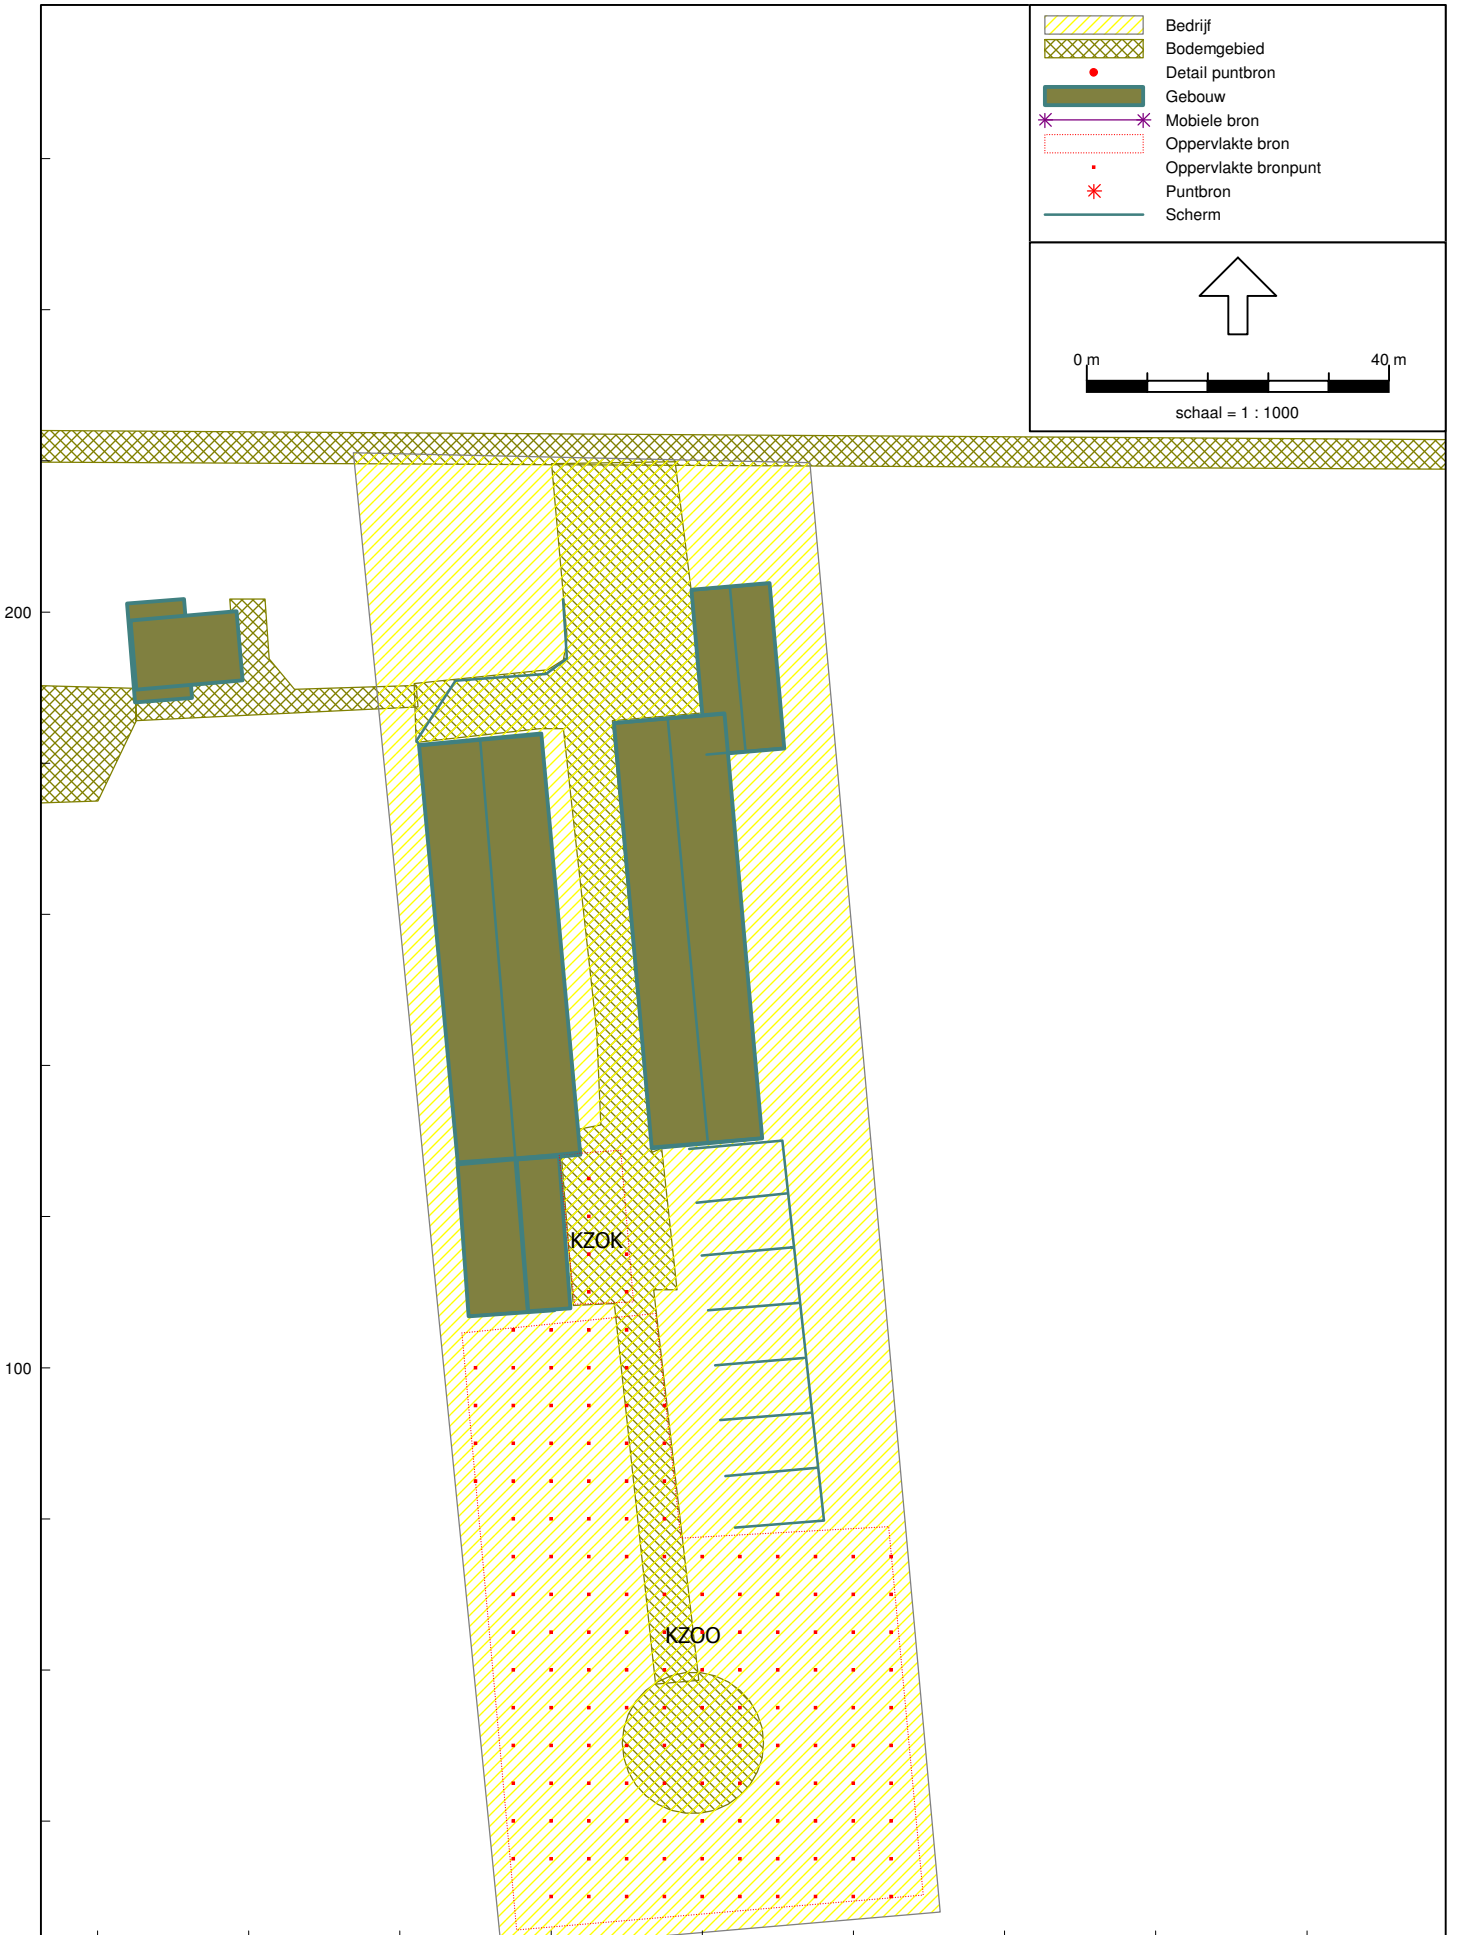 Bedrijf
Bodemgebied
Detail puntbron
Gebouw
Mobiele bron
Oppervlakte bron
Oppervlakte bronpunt
Puntbron
Scherm
0 m 40 m
schaal = 1 : 1000
200
KZOK
100
KZOO